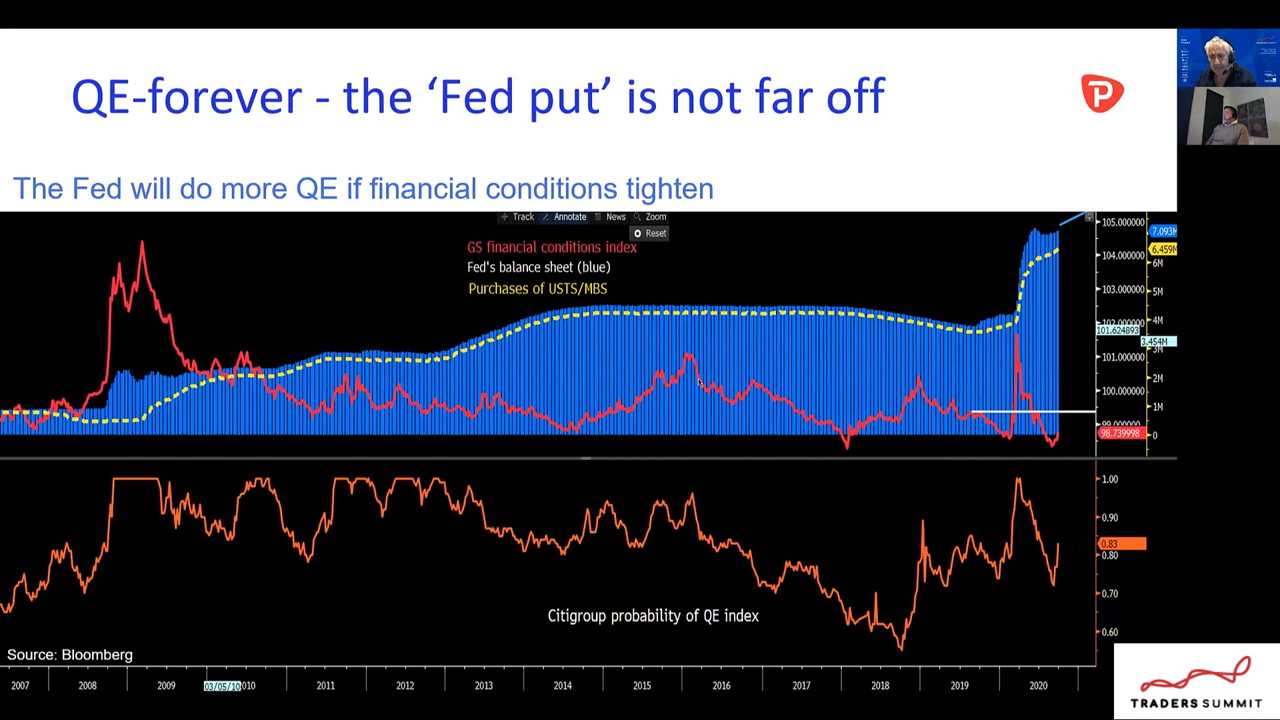 QE-forever - the ‘Fed put’ is not far off
P
The Fed will do more QE if financial conditions tighten
Track Annotate News Zoom
Reset
GS financial conditions index
Fed's balance sheet (blue)
Purchases of USTS/MBS
105.000000
104.000000
103.000000
102.000000
101.624893
101.000000
100.000000
99.000000
98.739998
7.093M
6.459M
6M
5M
4M
3.454M
3M
2M
1M
0
1.00
0.90
0.83
0.80
0.70
0.60
Citigroup probability of QE index
Source: Bloomberg
2007 2008 2009 03/05/10 2010 2011 2012 2013 2014 2015 2016 2017 2018 2019 2020
TRADERS SUMMIT